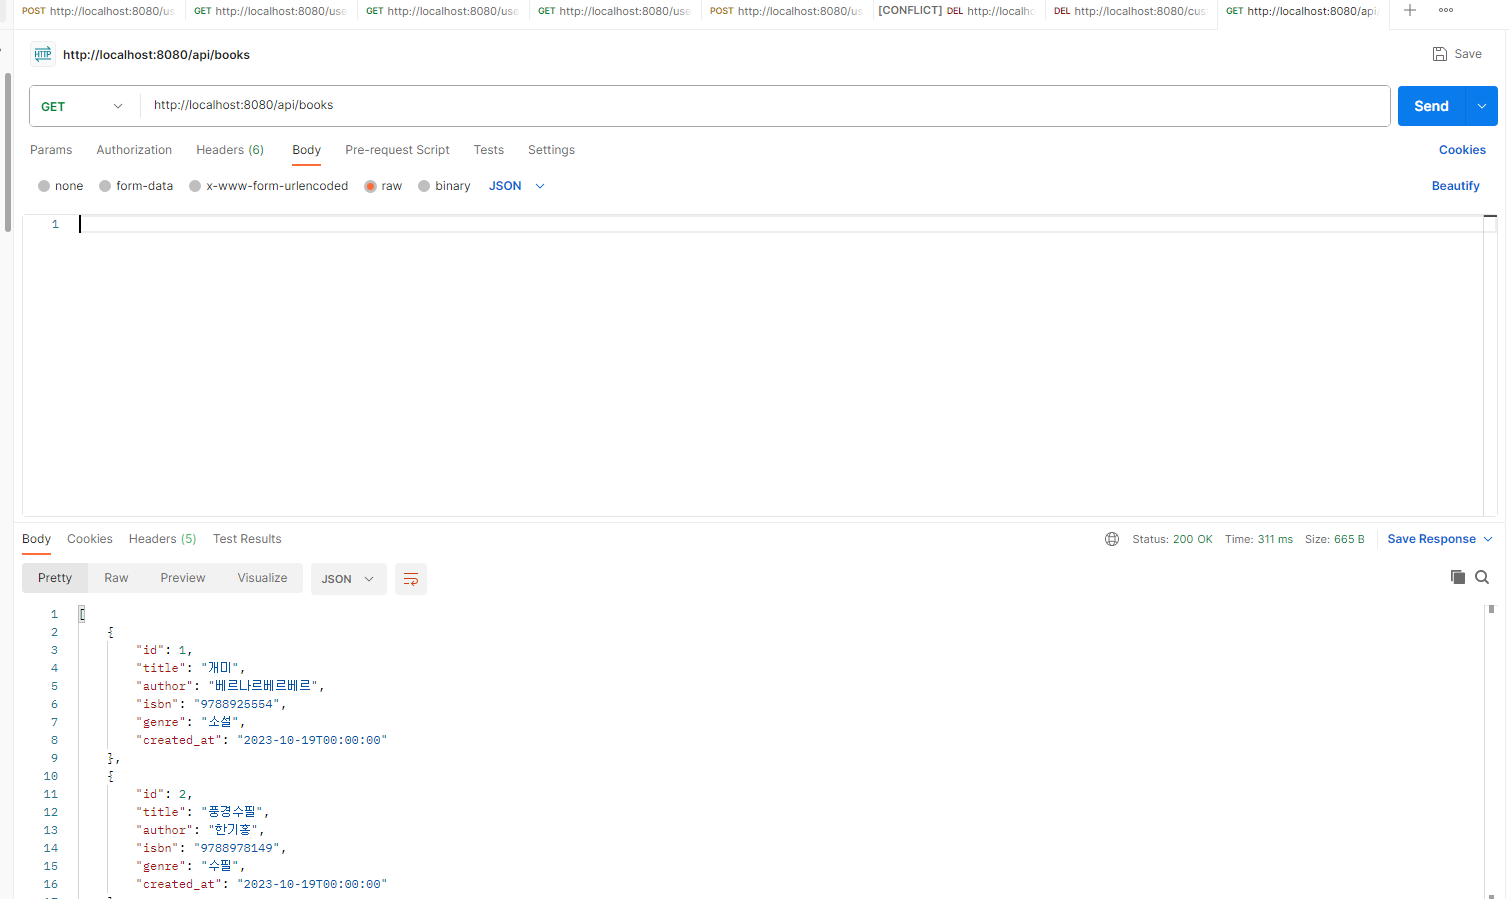 POST http://localhost:8080/us GET http://localhost:8080/use GET http://localhost:8080/use GET http://localhost:8080/use POST http://localhost:8080/us [CONFLICT] DEL http://localho DEL http://localhost:8080/cus GET http://localhost:8080/api/
HTTP http://localhost:8080/api/books Save
GET http://localhost:8080/api/books Send
Params Authorization Headers (6) Body Pre-request Script Tests Settings Cookies
none form-data x-www-form-urlencoded raw binary JSON Beautify
1
Body Cookies Headers (5) Test Results Status: 200 OK Time: 311 ms Size: 665 B Save Response
Pretty Raw Preview Visualize JSON
1 [
2 {
3 "id": 1,
4 "title": "개미",
5 "author": "베르나르베르베르",
6 "isbn": "9788925554",
7 "genre": "소설",
8 "created_at": "2023-10-19T00:00:00"
9 },
10 {
11 "id": 2,
12 "title": "풍경수필",
13 "author": "한기홍",
14 "isbn": "9788978149",
15 "genre": "수필",
16 "created_at": "2023-10-19T00:00:00"